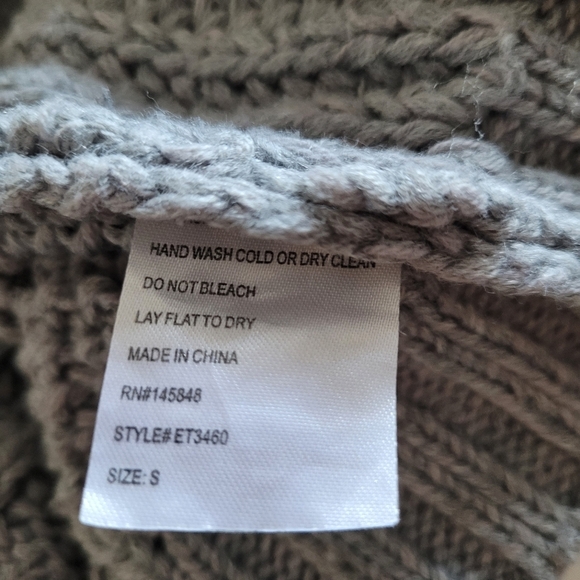 HAND WASH COLD OR DRY CLEAN
DO NOT BLEACH
LAY FLAT TO DRY
MADE IN CHINA
RN#145848
STYLE# ET3460
SIZE: S